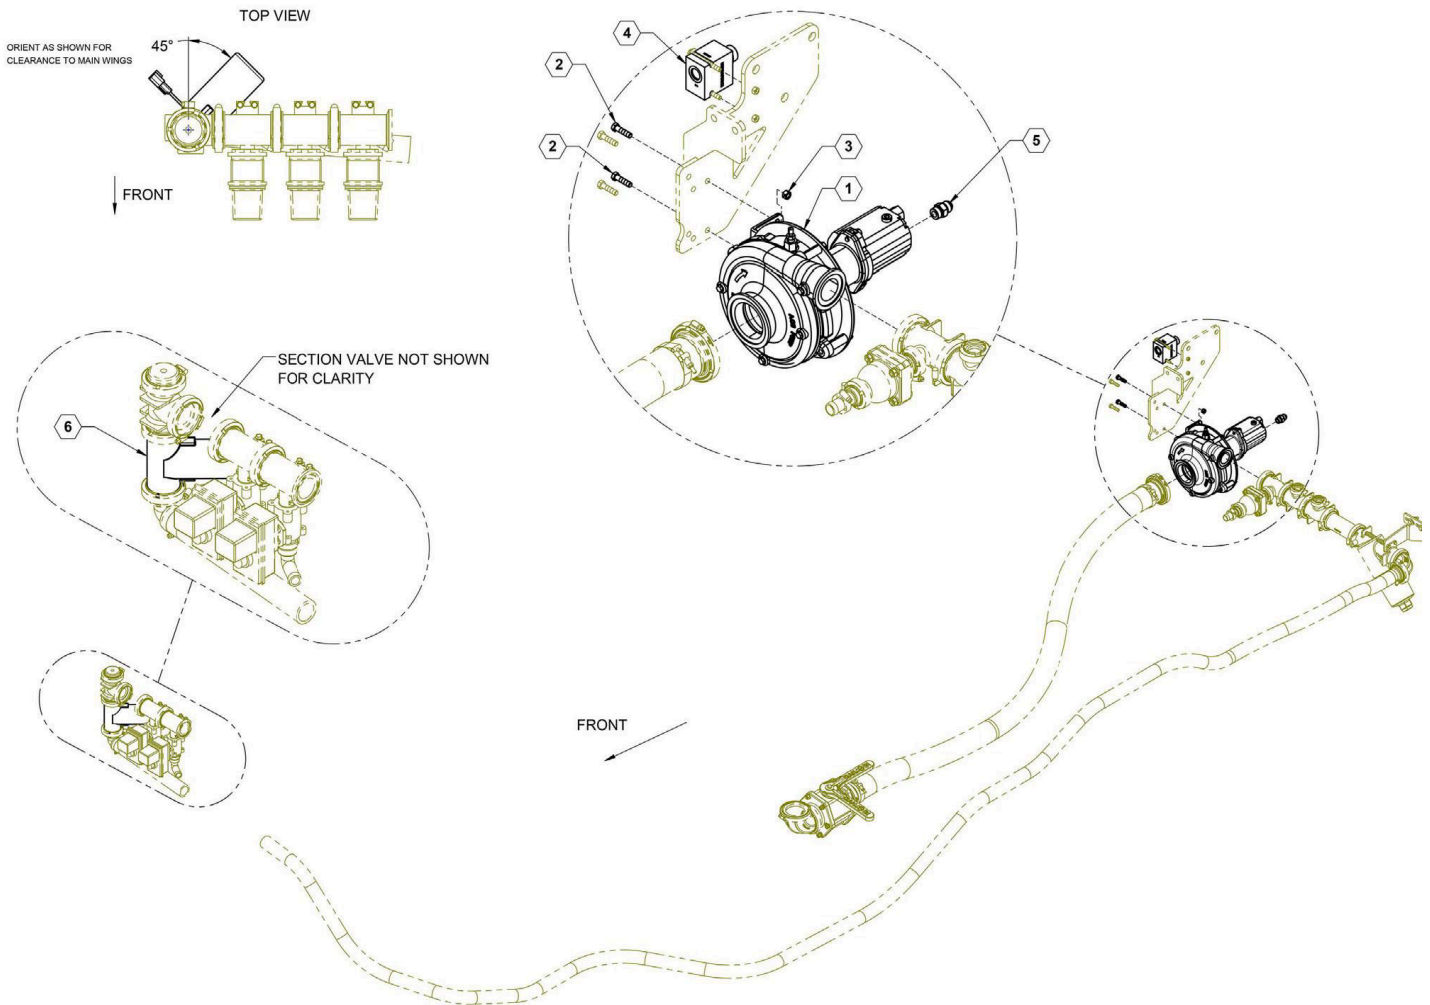 TOP VIEW
ORIENT AS SHOWN FOR
CLEARANCE TO MAIN WINGS
45°
FRONT
4
2
2
3
1
5
SECTION VALVE NOT SHOWN
FOR CLARITY
6
FRONT